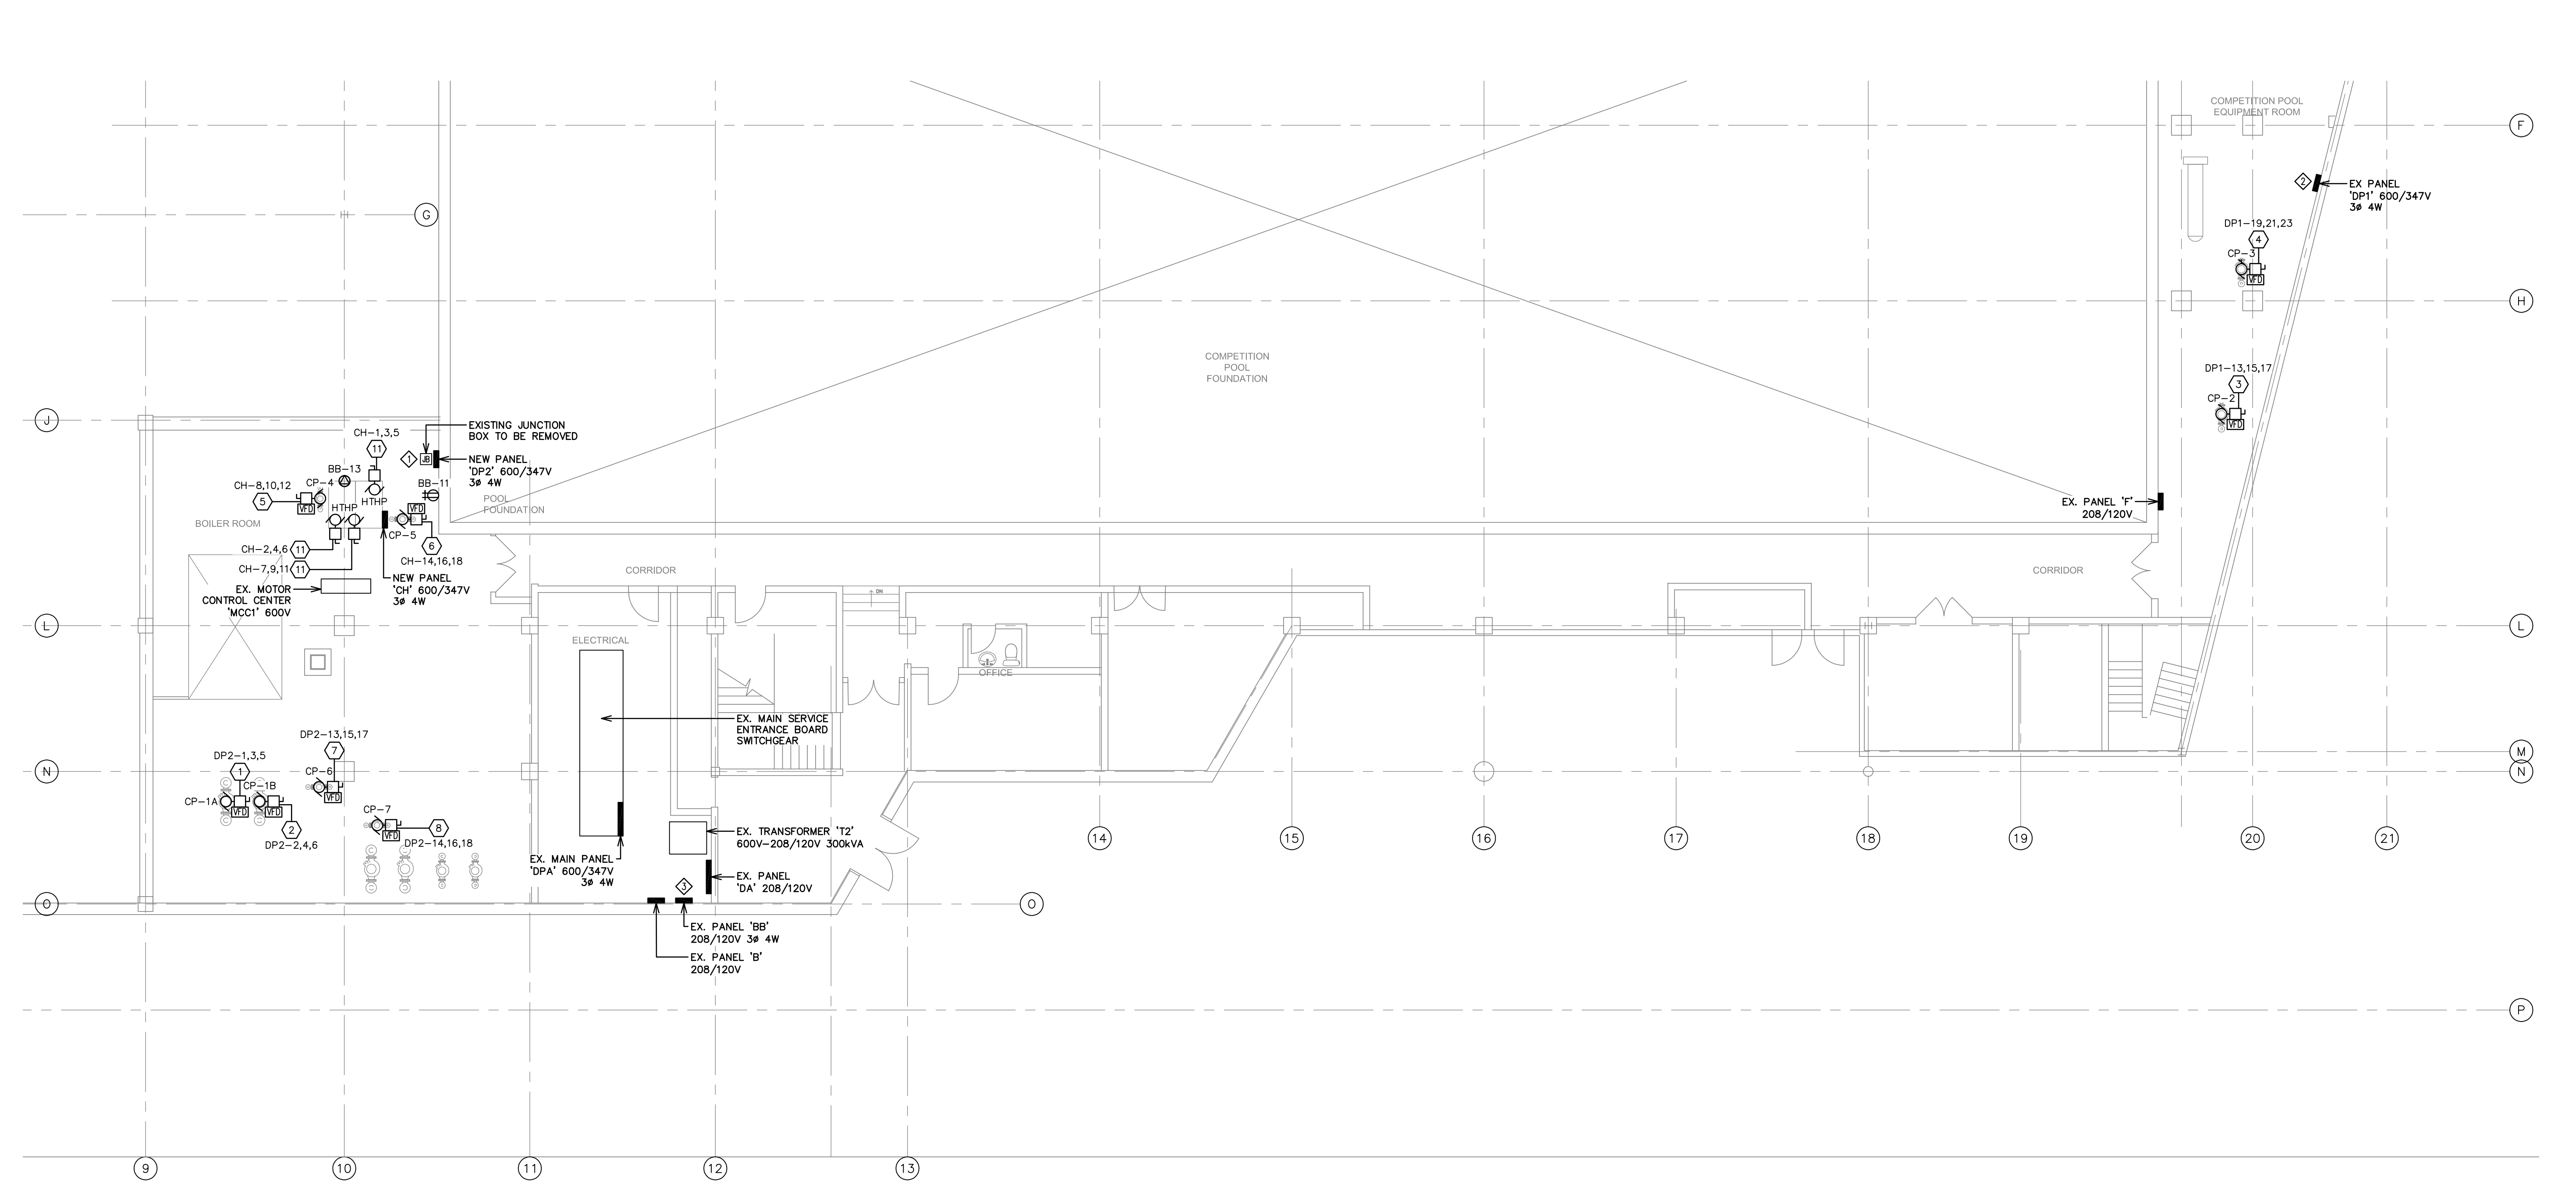 COMPETITION POOL
EQUIPMENT ROOM
F
2
EX PANEL
'DP1' 600/347V
3ø 4W
G
DP1-19,21,23
4
CP-3
VFD
H
COMPETITION
POOL
FOUNDATION
DP1-13,15,17
3
CP-2
VFD
J
EXISTING JUNCTION
BOX TO BE REMOVED
CH-1,3,5
11
1
JB
NEW PANEL
'DP2' 600/347V
3ø 4W
BB-13
CH-8,10,12
CP-4
5
VFD
HTHP
BB-11
POOL
FOUNDATION
EX. PANEL 'F'
208/120V
HTHP
VFD
BOILER ROOM
CP-5
6
CH-14,16,18
CH-2,4,6
11
CH-7,9,11
11
NEW PANEL
'CH' 600/347V
3ø 4W
EX. MOTOR
CONTROL CENTER
'MCC1' 600V
CORRIDOR
CORRIDOR
DN
L
L
ELECTRICAL
OFFICE
EX. MAIN SERVICE
ENTRANCE BOARD
SWITCHGEAR
DP2-13,15,17
7
M
DP2-1,3,5
1
CP-6
VFD
N
N
CP-1A
VFD
CP-1B
VFD
2
DP2-2,4,6
CP-7
VFD
8
DP2-14,16,18
EX. TRANSFORMER 'T2'
600V-208/120V 300kVA
14
15
16
17
18
19
20
21
EX. MAIN PANEL
'DPA' 600/347V
3ø 4W
EX. PANEL
'DA' 208/120V
3
O
O
EX. PANEL 'BB'
208/120V 3ø 4W
EX. PANEL 'B'
208/120V
P
9
10
11
12
13